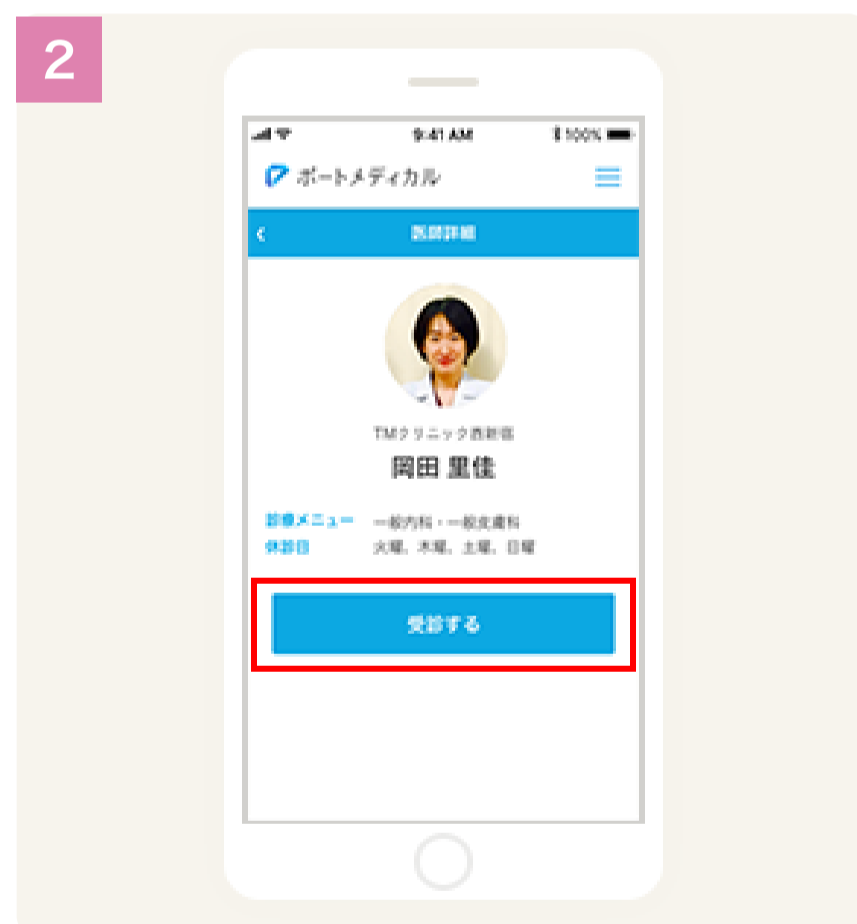 2
9:41 AM 100%
ポートメディカル
医師詳細
TMクリニック西新宿
岡田 里佳
診療メニュー 一般内科・一般皮膚科
休診日 火曜、木曜、土曜、日曜
受診する